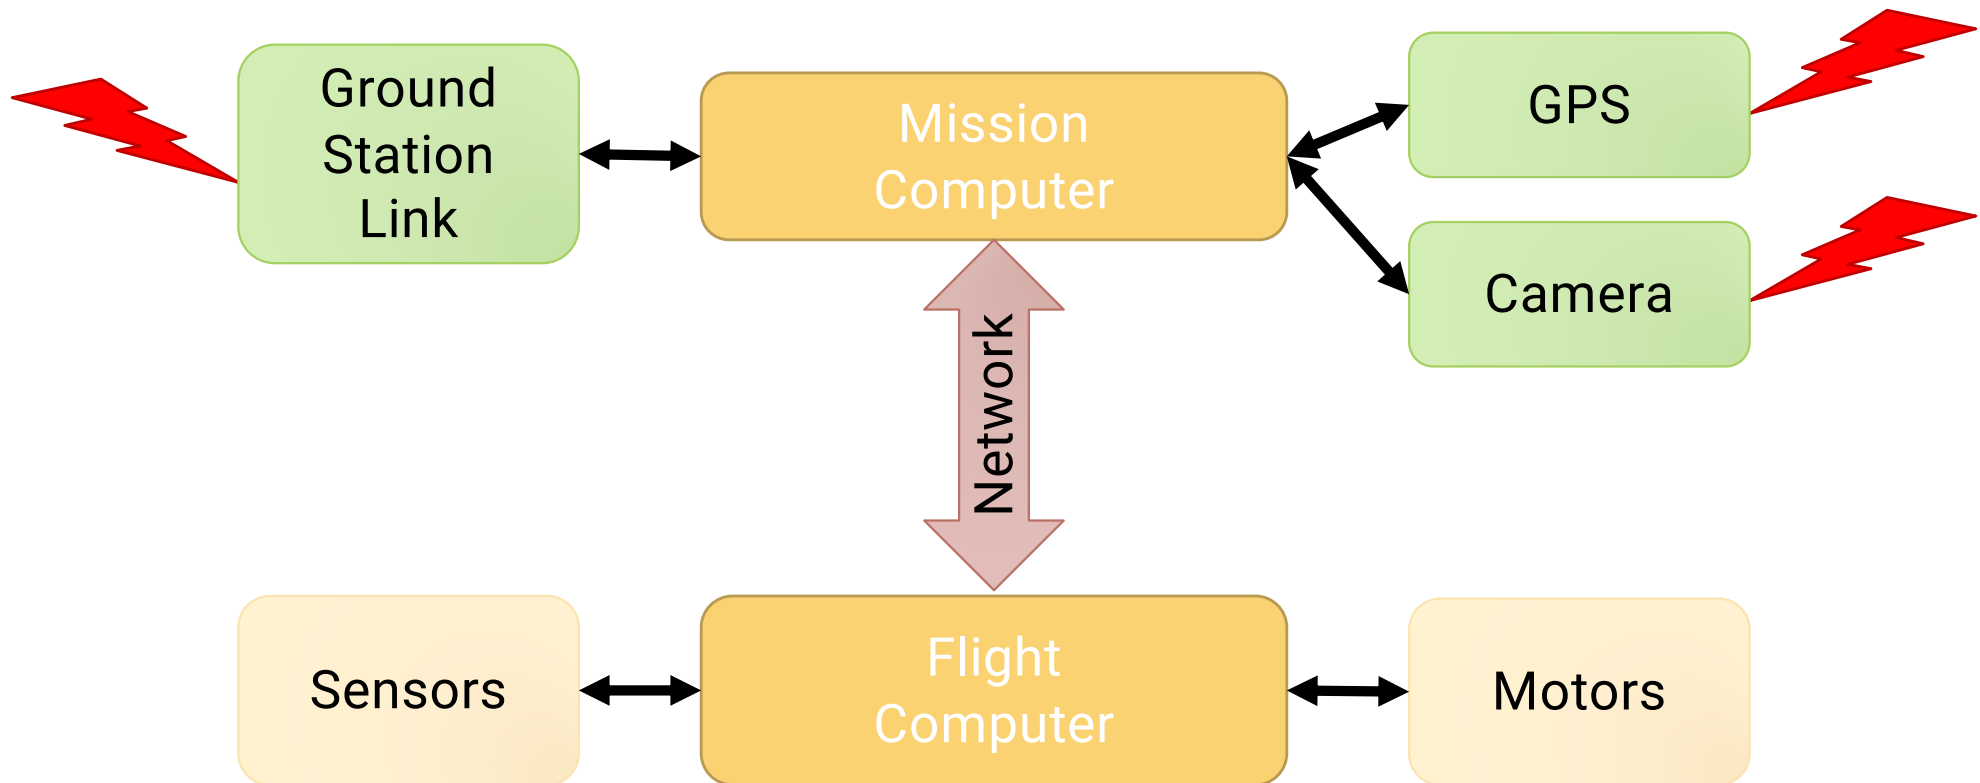 Ground
Station
Link
Mission
Computer
GPS
Camera
Network
Sensors
Flight
Computer
Motors